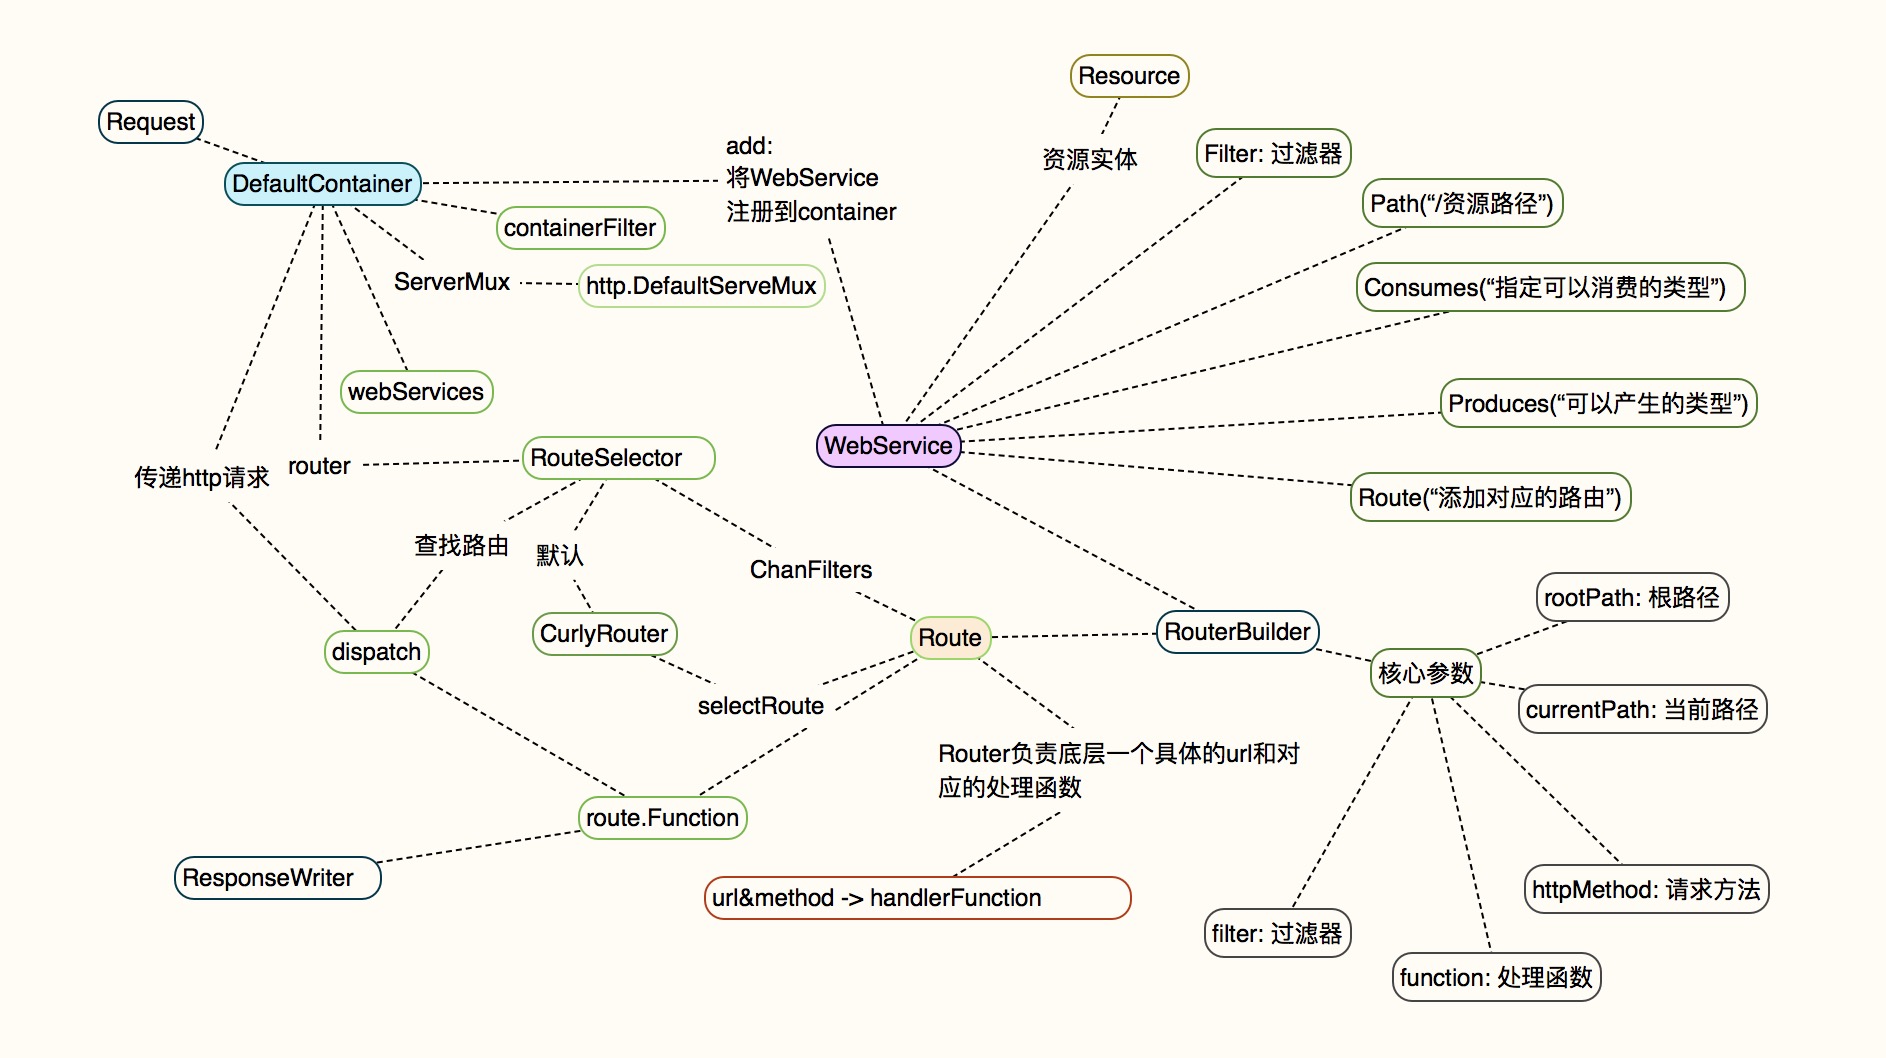 Resource
Request
add:
将WebService
注册到container
资源实体
Filter: 过滤器
DefaultContainer
Path(“/资源路径”)
containerFilter
ServerMux
http.DefaultServeMux
Consumes(“指定可以消费的类型”)
webServices
Produces(“可以产生的类型”)
WebService
传递http请求
router
RouteSelector
Route(“添加对应的路由”)
查找路由
默认
ChanFilters
rootPath: 根路径
dispatch
CurlyRouter
Route
RouterBuilder
核心参数
selectRoute
currentPath: 当前路径
Router负责底层一个具体的url和对
应的处理函数
route.Function
ResponseWriter
url&method -> handlerFunction
httpMethod: 请求方法
filter: 过滤器
function: 处理函数